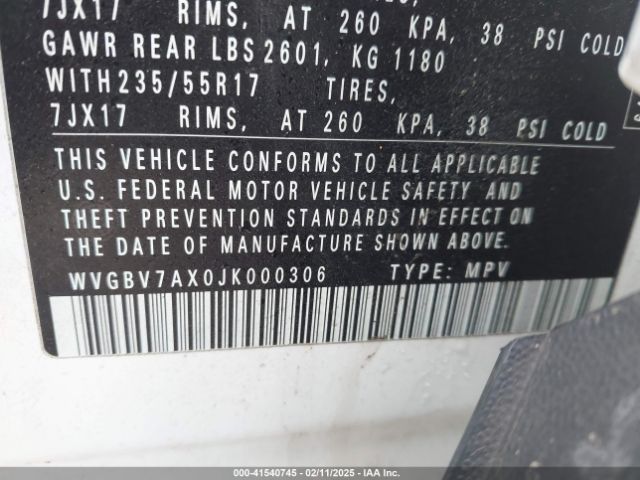 7JX17 RIMS, AT 260 KPA, 38 PSI COLD
GAWR REAR LBS 2601, KG 1180
WITH 235/55R17 TIRES,
7JX17 RIMS, AT 260 KPA, 38 PSI COLD
THIS VEHICLE CONFORMS TO ALL APPLICABLE
U.S. FEDERAL MOTOR VEHICLE SAFETY AND
THEFT PREVENTION STANDARDS IN EFFECT ON
THE DATE OF MANUFACTURE SHOWN ABOVE.
WVGBV7AX0JK000306 TYPE: MPV
000-41540745 - 02/11/2025 - IAAI.COM